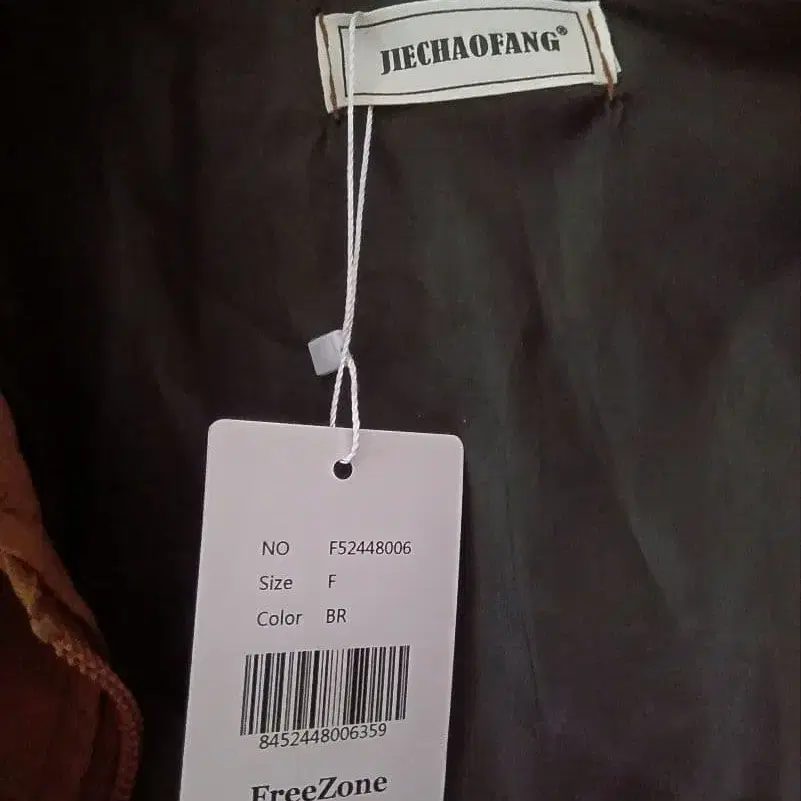 JIECHAOFANG®
NO F52448006
Size F
Color BR
8452448006359
FreeZone